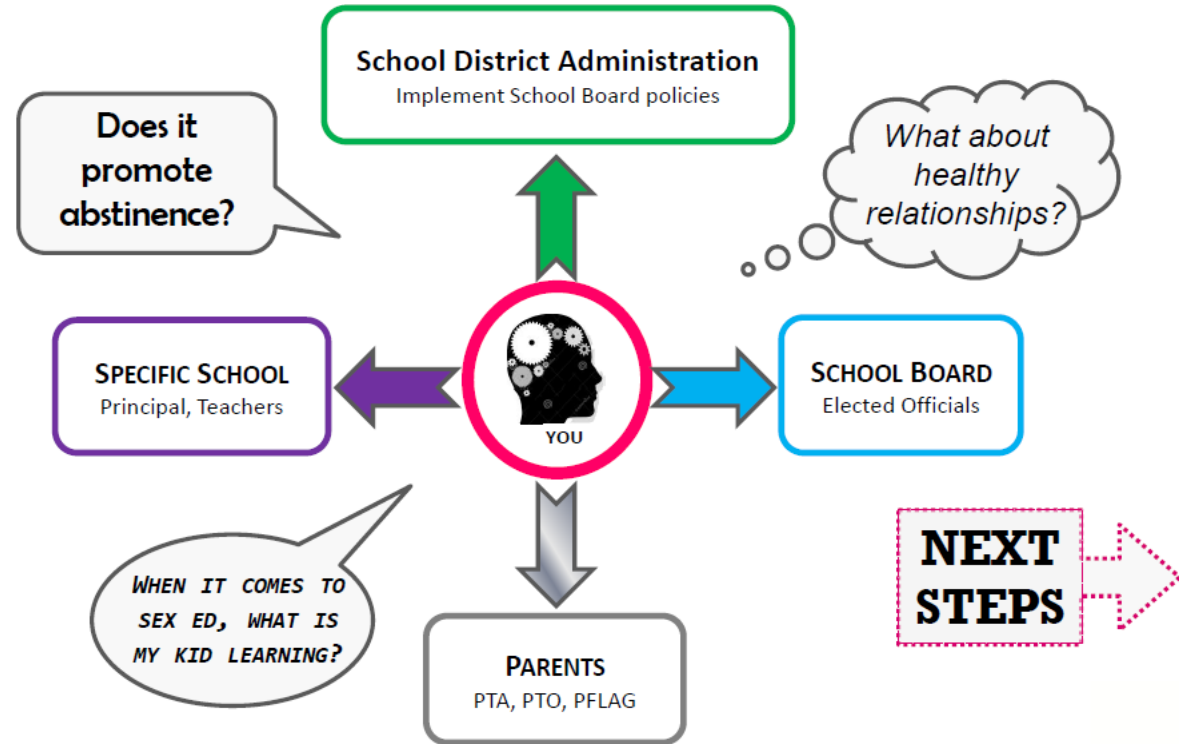 School District Administration
Implement School Board policies
Does it
promote
abstinence?
What about
healthy
relationships?
SPECIFIC SCHOOL
Principal, Teachers
YOU
SCHOOL BOARD
Elected Officials
WHEN IT COMES TO
SEX ED, WHAT IS
MY KID LEARNING?
NEXT
STEPS
PARENTS
PTA, PTO, PFLAG